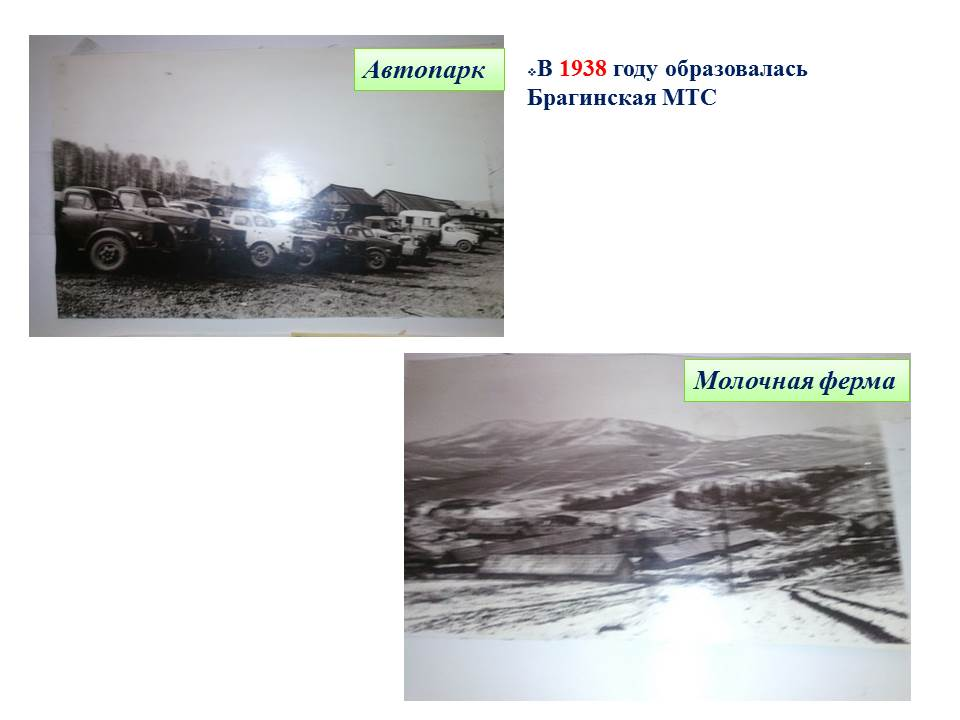 Автопарк
❖В 1938 году образовалась
Брагинская МТС
Молочная ферма